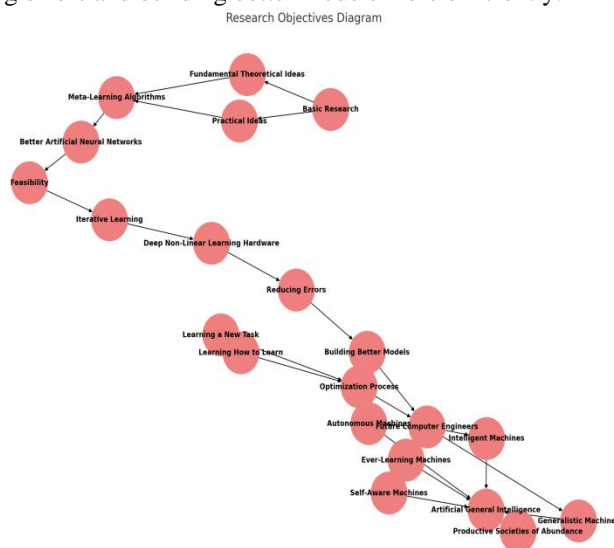 Research Objectives Diagram
Fundamental Theoretical Ideas
Meta-Learning Algorithms
Basic Research
Practical Ideas
Better Artificial Neural Networks
Feasibility
Iterative Learning
Deep Non-Linear Learning Hardware
Reducing Errors
Learning a New Task
Learning How to Learn
Building Better Models
Optimization Process
Autonomous Machines
Future Computer Engineers
Intelligent Machines
Ever-Learning Machines
Self-Aware Machines
Artificial General Intelligence
Generalistic Machine
Productive Societies of Abundance